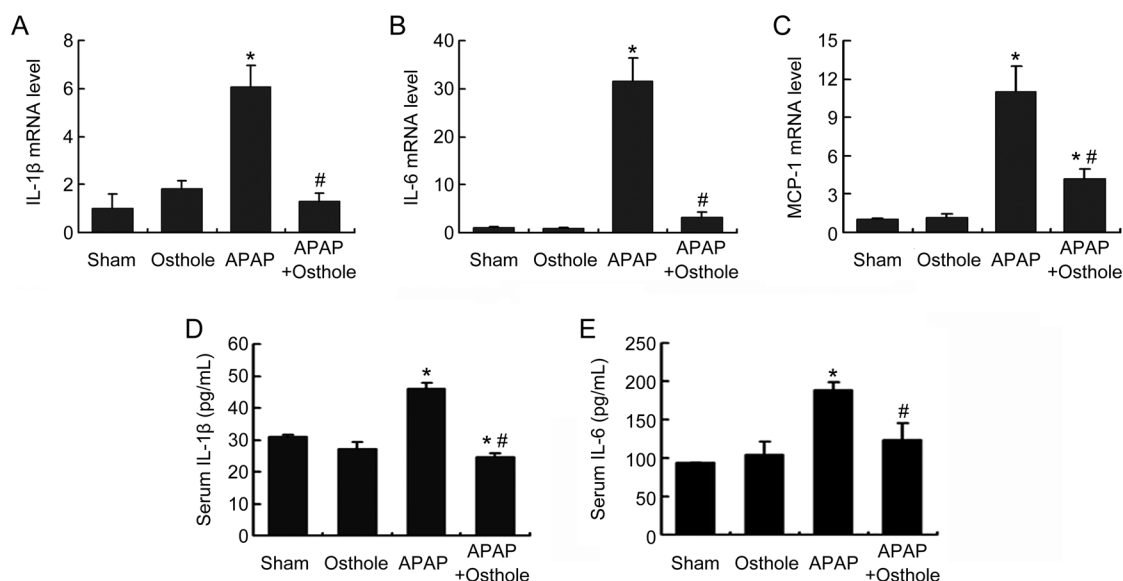 A
IL-1β mRNA level
8
6
4
2
0
*
#
Sham
Osthole
APAP
APAP
+Osthole
B
IL-6 mRNA level
40
30
20
10
0
*
#
Sham
Osthole
APAP
APAP
+Osthole
C
MCP-1 mRNA level
15
12
9
6
3
0
*
* #
Sham
Osthole
APAP
APAP
+Osthole
D
Serum IL-1β (pg/mL)
60
50
40
30
20
10
0
*
* #
Sham
Osthole
APAP
APAP
+Osthole
E
Serum IL-6 (pg/mL)
250
200
150
100
50
0
*
#
Sham
Osthole
APAP
APAP
+Osthole